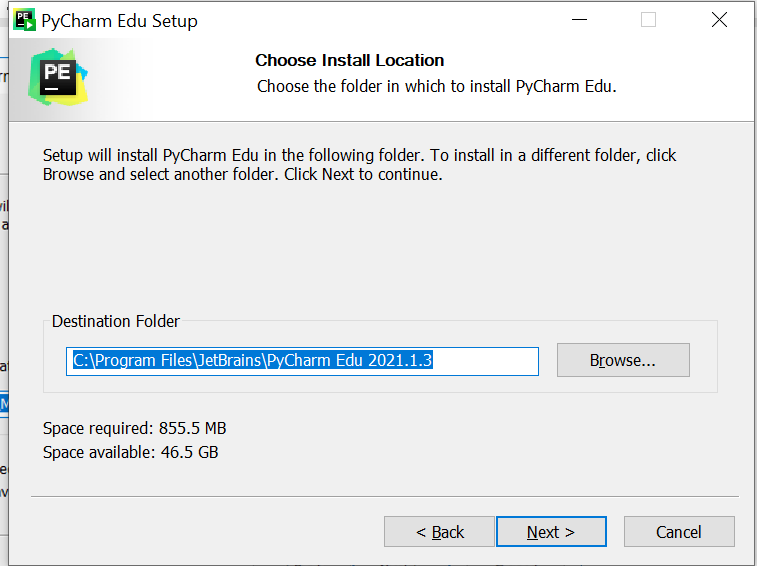 PyCharm Edu Setup
PE
Choose Install Location
Choose the folder in which to install PyCharm Edu.
Setup will install PyCharm Edu in the following folder. To install in a different folder, click
Browse and select another folder. Click Next to continue.
Destination Folder
C:\Program Files\JetBrains\PyCharm Edu 2021.1.3
Browse...
Space required: 855.5 MB
Space available: 46.5 GB
< Back
Next >
Cancel